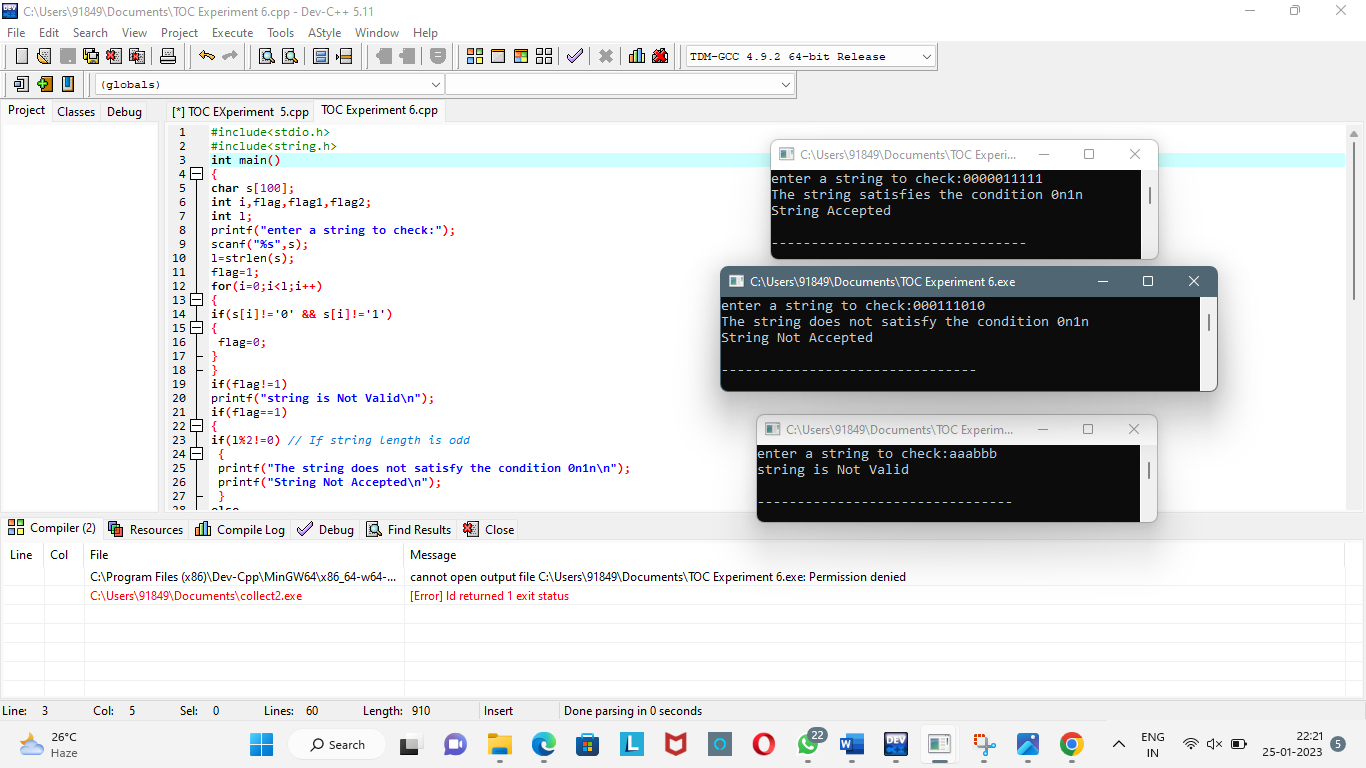 C:\Users\91849\Documents\TOC Experiment 6.cpp - Dev-C++ 5.11
File Edit Search View Project Execute Tools AStyle Window Help
TDM-GCC 4.9.2 64-bit Release
(globals)
Project Classes Debug
[*] TOC EXperiment 5.cpp TOC Experiment 6.cpp
1 #include<stdio.h>
2 #include<string.h>
3 int main()
4 {
5 char s[100];
6 int i,flag,flag1,flag2;
7 int l;
8 printf("enter a string to check:");
9 scanf("%s",s);
10 l=strlen(s);
11 flag=1;
12 for(i=0;i<l;i++)
13 {
14 if(s[i]!='0' && s[i]!='1')
15 {
16 flag=0;
17 }
18 }
19 if(flag!=1)
20 printf("string is Not Valid\n");
21 if(flag==1)
22 {
23 if(l%2!=0) // If string length is odd
24 {
25 printf("The string does not satisfy the condition 0n1n\n");
26 printf("String Not Accepted\n");
27 }
28 else
C:\Users\91849\Documents\TOC Experi...
enter a string to check:0000011111
The string satisfies the condition 0n1n
String Accepted
--------------------------------
C:\Users\91849\Documents\TOC Experiment 6.exe
enter a string to check:000111010
The string does not satisfy the condition 0n1n
String Not Accepted
--------------------------------
C:\Users\91849\Documents\TOC Experim...
enter a string to check:aaabbb
string is Not Valid
--------------------------------
Compiler (2) Resources Compile Log Debug Find Results Close
Line Col File Message
C:\Program Files (x86)\Dev-Cpp\MinGW64\x86_64-w64-... cannot open output file C:\Users\91849\Documents\TOC Experiment 6.exe: Permission denied
C:\Users\91849\Documents\collect2.exe [Error] ld returned 1 exit status
Line: 3 Col: 5 Sel: 0 Lines: 60 Length: 910 Insert Done parsing in 0 seconds
26°C
Haze
Search
22
ENG
IN
22:21
25-01-2023
5